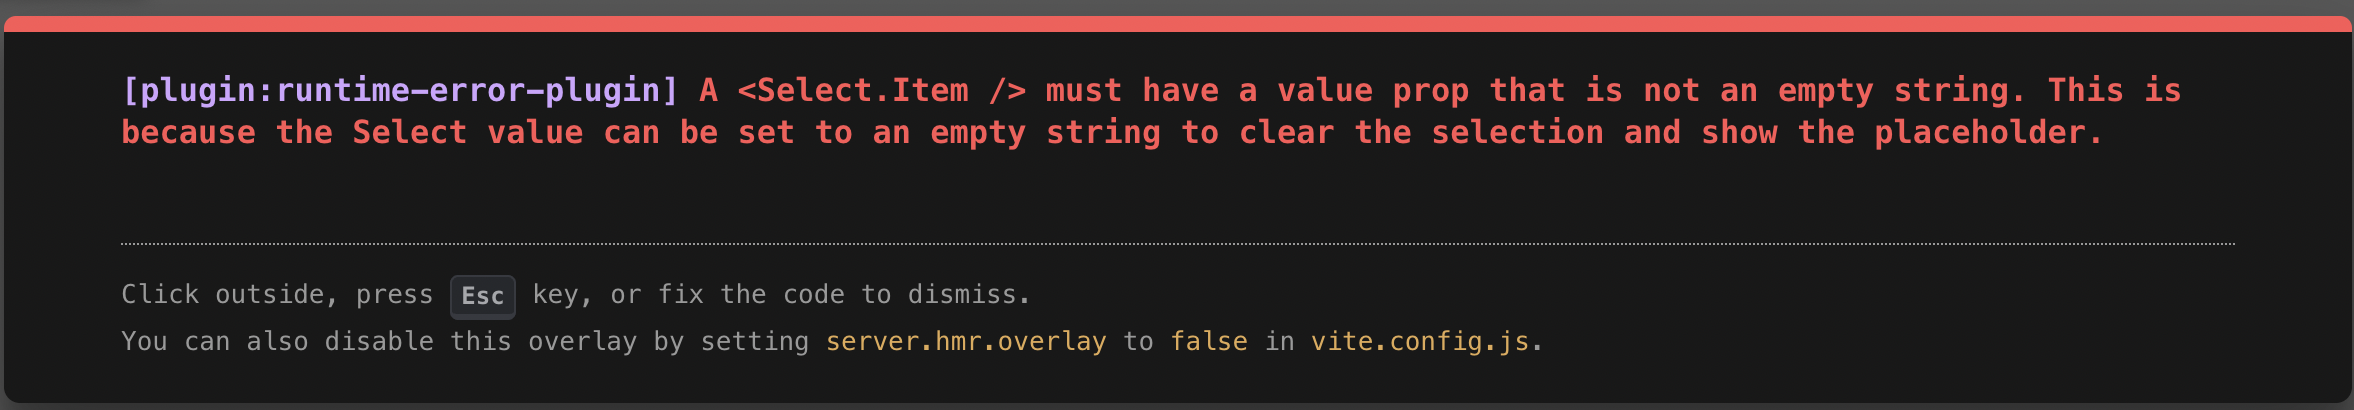 [plugin:runtime-error-plugin] A <Select.Item /> must have a value prop that is not an empty string. This is
because the Select value can be set to an empty string to clear the selection and show the placeholder.
Click outside, press Esc key, or fix the code to dismiss.
You can also disable this overlay by setting server.hmr.overlay to false in vite.config.js.